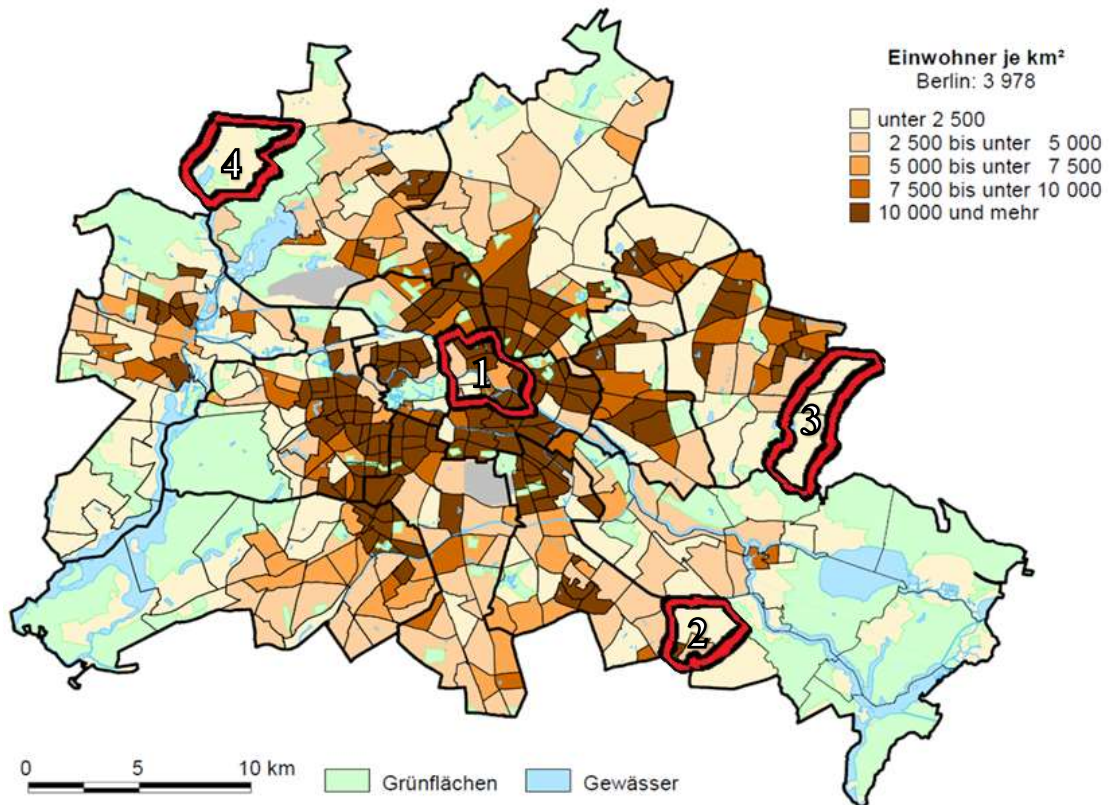 Einwohner je km²
Berlin: 3 978
unter 2 500
2 500 bis unter 5 000
5 000 bis unter 7 500
7 500 bis unter 10 000
10 000 und mehr
4
1
3
2
0 5 10 km
Grünflächen
Gewässer